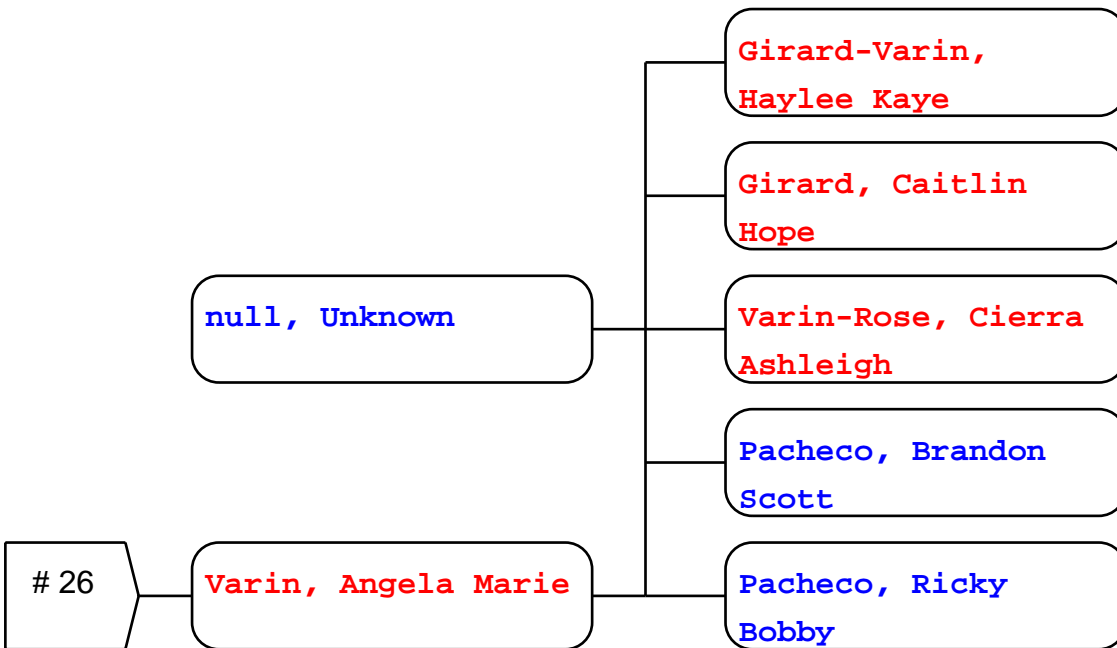 Girard-Varin,
Haylee Kaye
Girard, Caitlin
Hope
null, Unknown
Varin-Rose, Cierra
Ashleigh
Pacheco, Brandon
Scott
# 26
Varin, Angela Marie
Pacheco, Ricky
Bobby